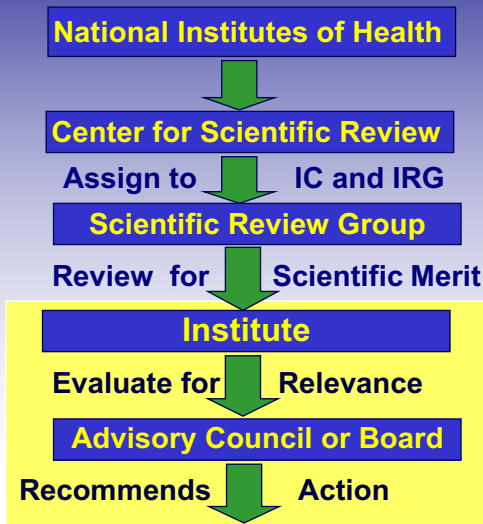 National Institutes of Health
Center for Scientific Review
Assign to IC and IRG
Scientific Review Group
Review for Scientific Merit
Institute
Evaluate for Relevance
Advisory Council or Board
Recommends Action